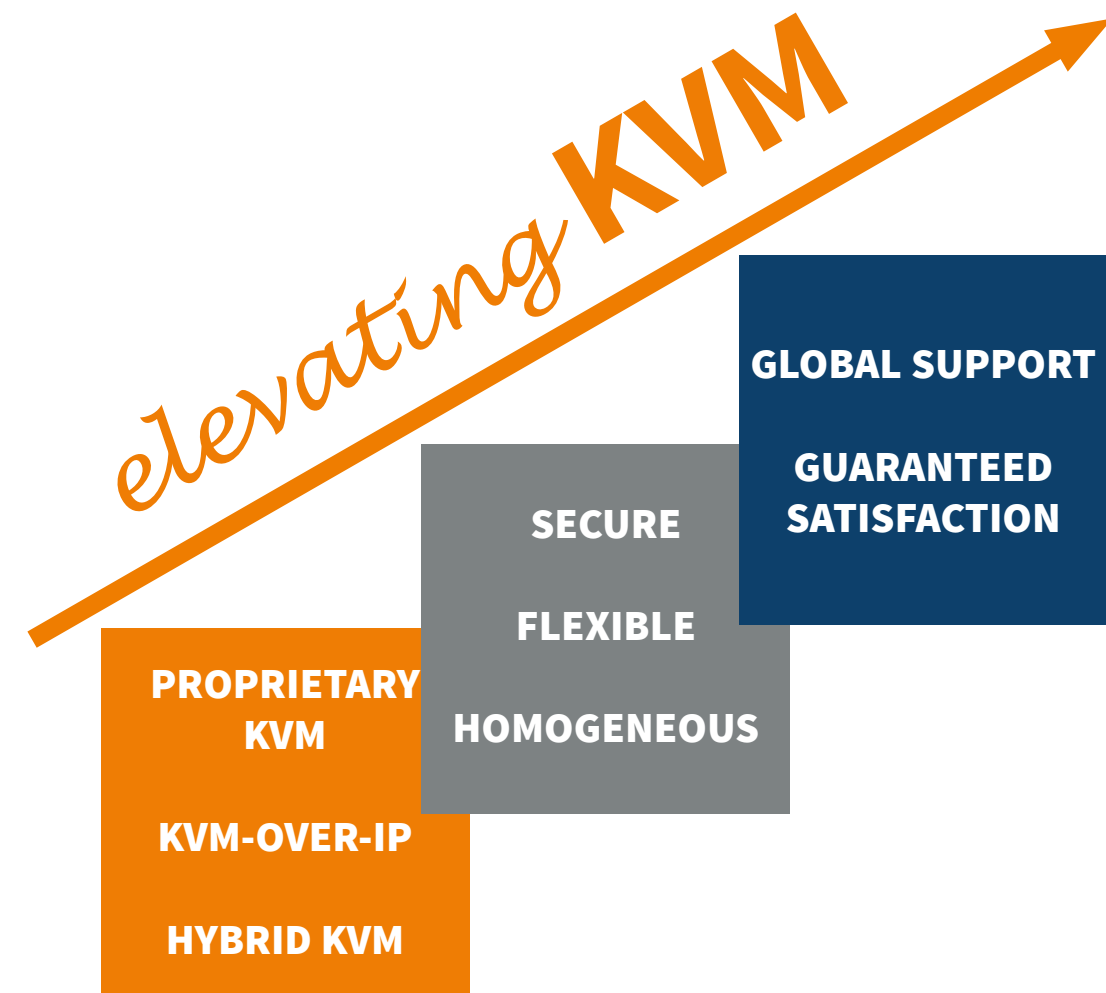 elevating KVM
GLOBAL SUPPORT
GUARANTEED
SATISFACTION
SECURE
FLEXIBLE
HOMOGENEOUS
PROPRIETARY
KVM
KVM-OVER-IP
HYBRID KVM